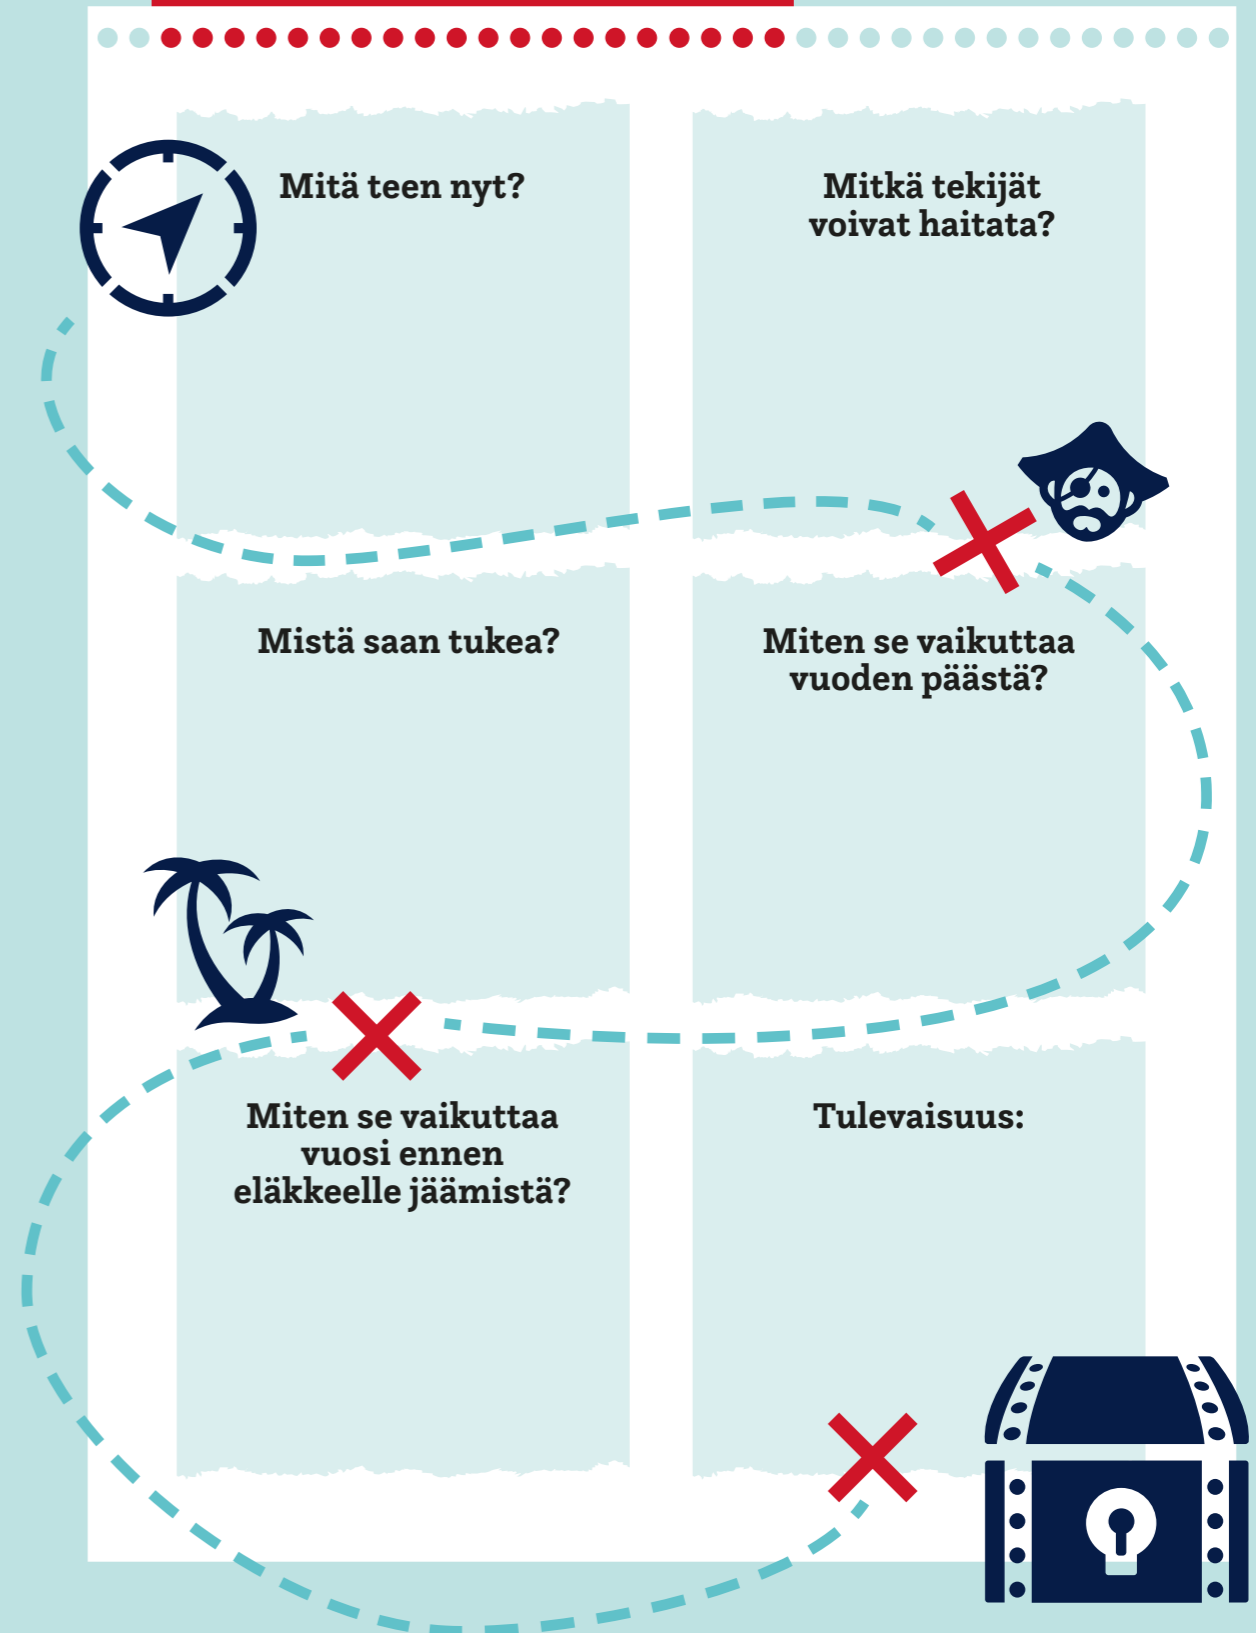 Mitä teen nyt?
Mitkä tekijät
voivat haitata?
Mistä saan tukea?
Miten se vaikuttaa
vuoden päästä?
Miten se vaikuttaa
vuosi ennen
eläkkeelle jäämistä?
Tulevaisuus: